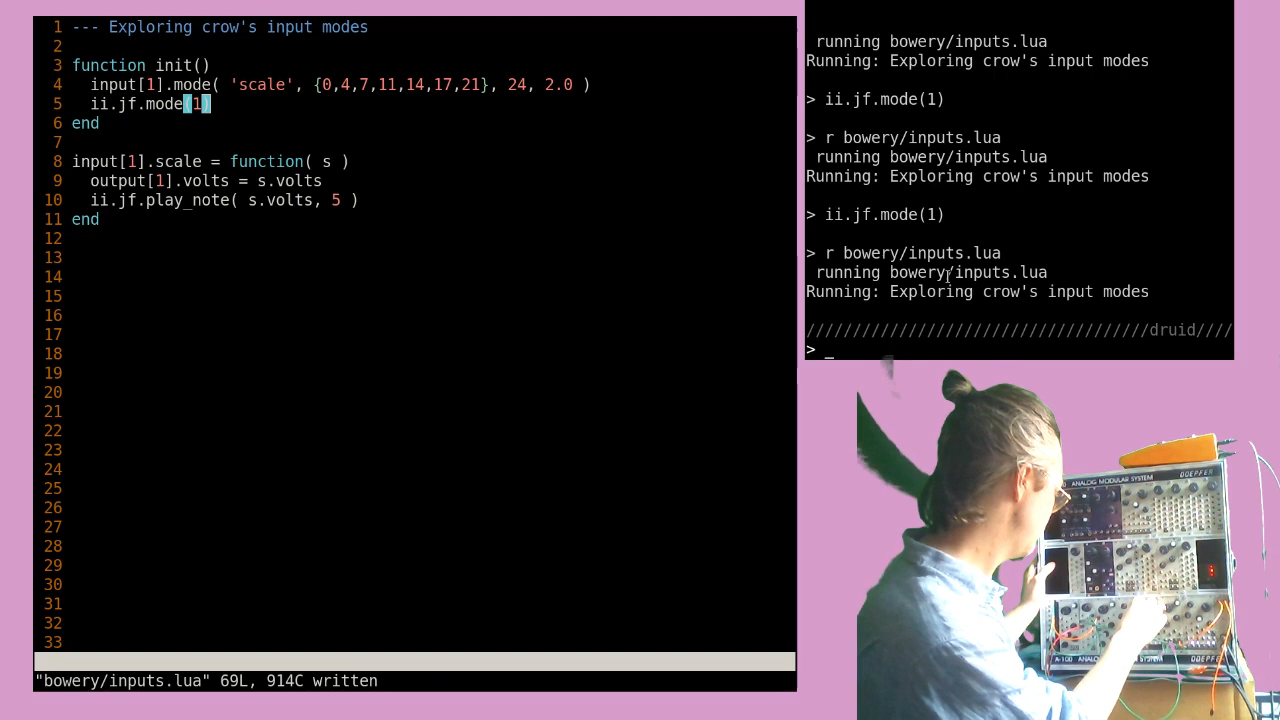 1 --- Exploring crow's input modes
2
3 function init()
4 input[1].mode( 'scale', {0,4,7,11,14,17,21}, 24, 2.0 )
5 ii.jf.mode(1)
6 end
7
8 input[1].scale = function( s )
9 output[1].volts = s.volts
10 ii.jf.play_note( s.volts, 5 )
11 end
12
13
14
15
16
17
18
19
20
21
22
23
24
25
26
27
28
29
30
31
32
33
"bowery/inputs.lua" 69L, 914C written
running bowery/inputs.lua
Running: Exploring crow's input modes
> ii.jf.mode(1)
> r bowery/inputs.lua
running bowery/inputs.lua
Running: Exploring crow's input modes
> ii.jf.mode(1)
> r bowery/inputs.lua
running bowery/inputs.lua
Running: Exploring crow's input modes
/////////////////////////////////////druid////
> _
ANALOG MODULAR SYSTEM
DOEPFER
A-100
DOEPFER